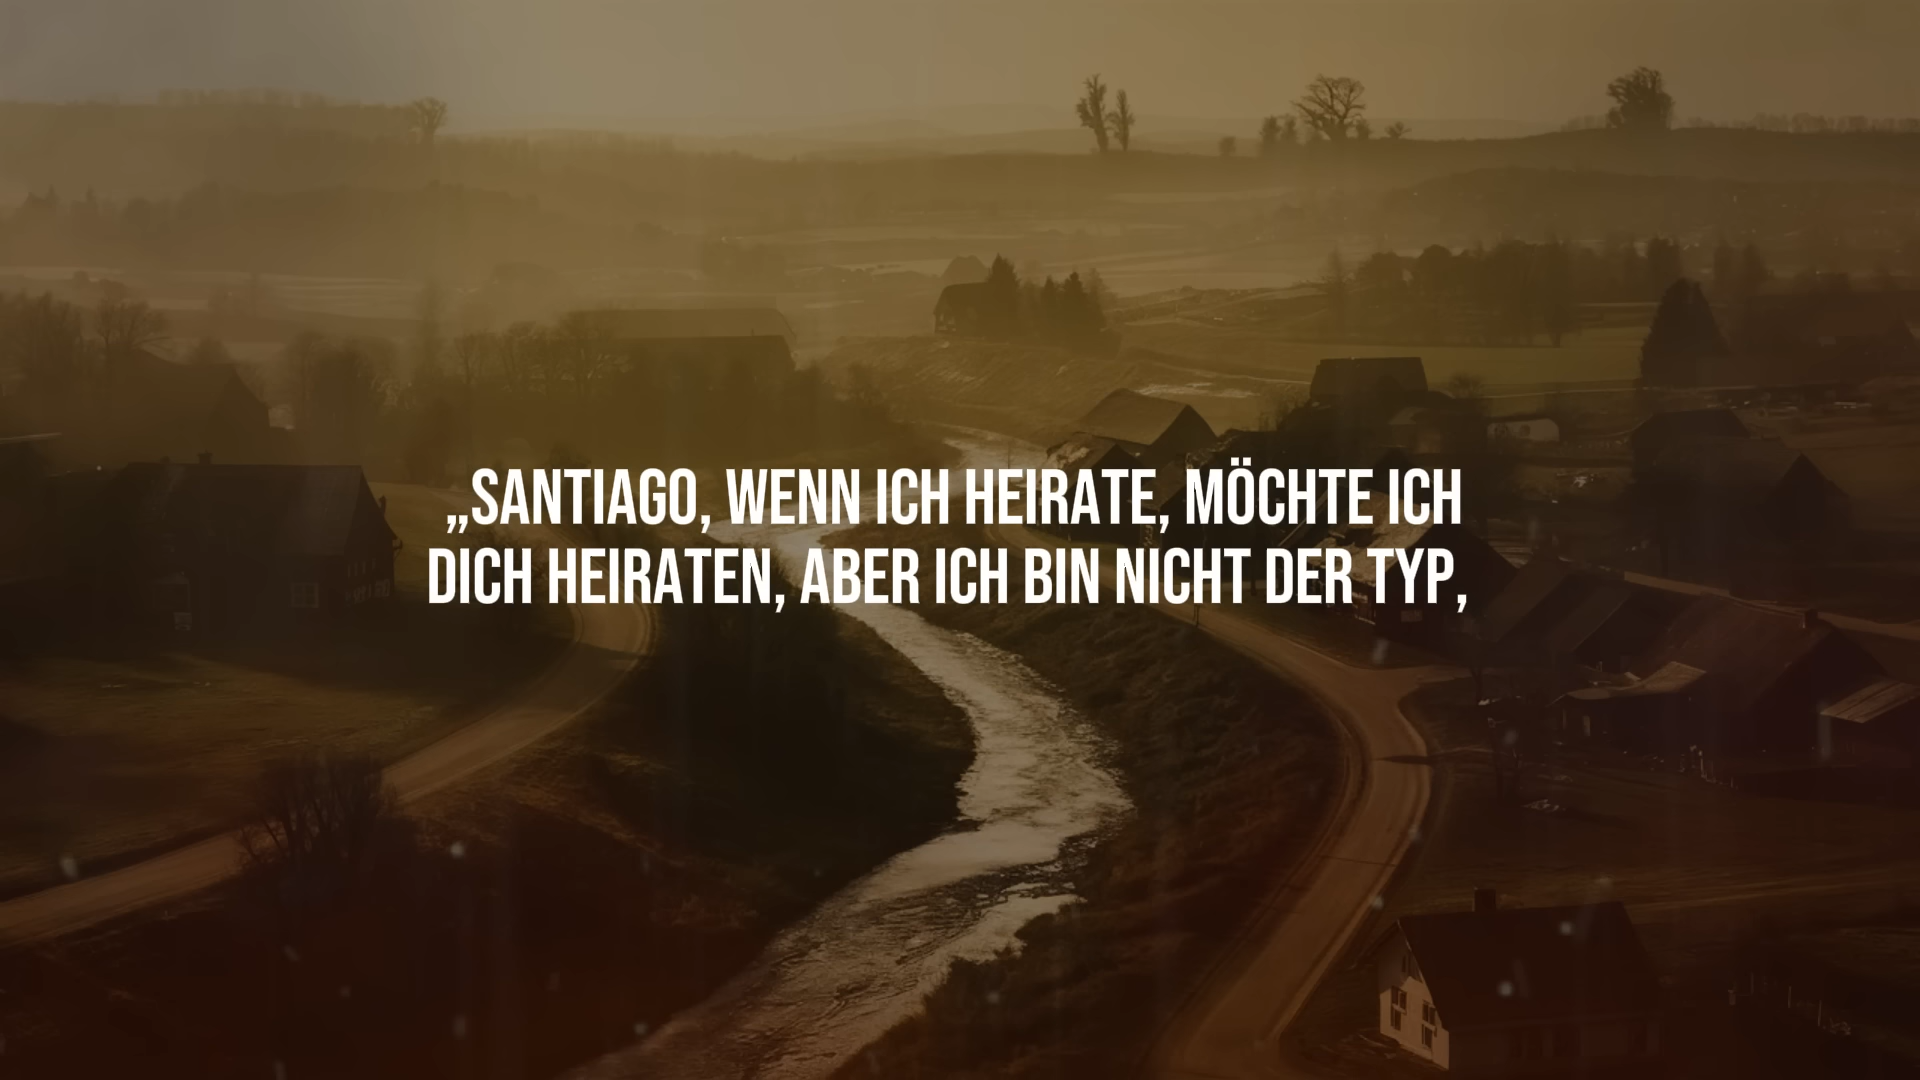 „SANTIAGO, WENN ICH HEIRATE, MÖCHTE ICH
DICH HEIRATEN, ABER ICH BIN NICHT DER TYP,